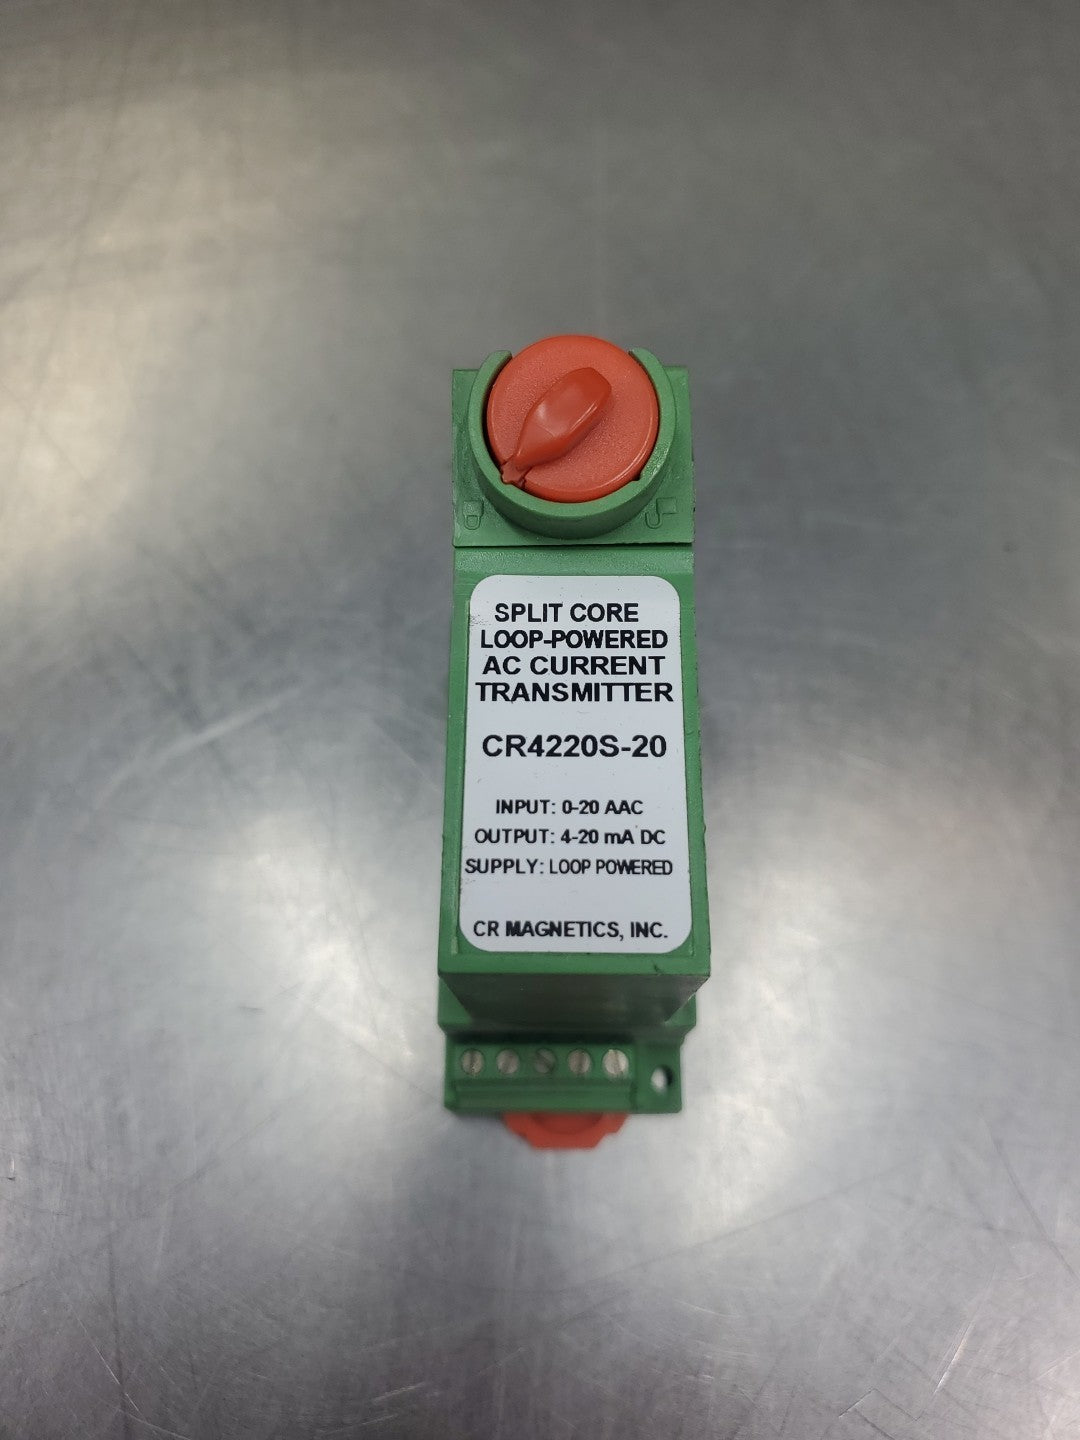 SPLIT CORE
LOOP-POWERED
AC CURRENT
TRANSMITTER
CR4220S-20
INPUT: 0-20 AAC
OUTPUT: 4-20 mA DC
SUPPLY: LOOP POWERED
CR MAGNETICS, INC.